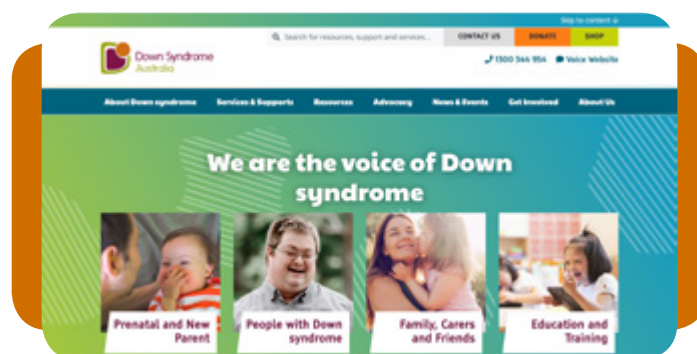 Skip to content ↓
Search for resources, support and services...
CONTACT US
DONATE
SHOP
Down Syndrome
Australia
1300 344 954
Voice Website
About Down syndrome
Services & Supports
Resources
Advocacy
News & Events
Get Involved
About Us
We are the voice of Down
syndrome
Prenatal and New
Parent
People with Down
syndrome
Family, Carers
and Friends
Education and
Training